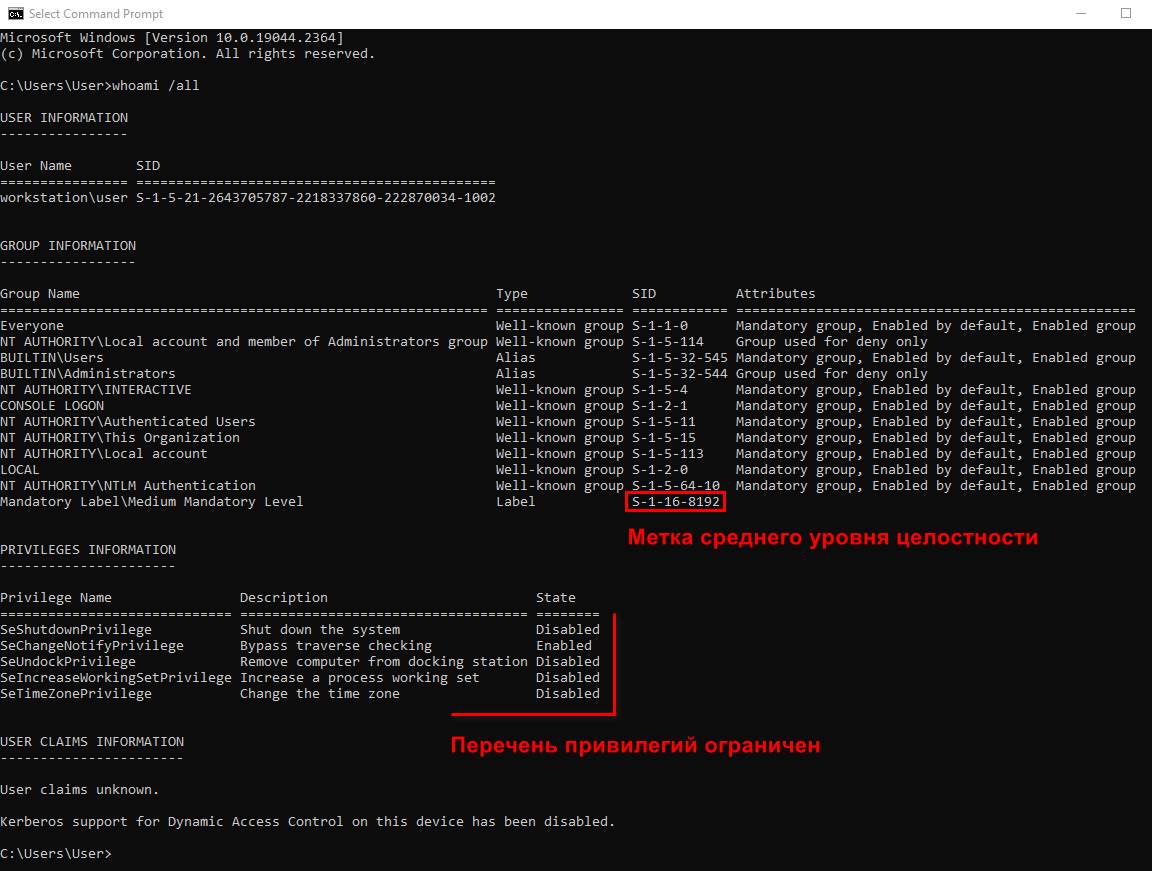 Select Command Prompt
Microsoft Windows [Version 10.0.19044.2364]
(c) Microsoft Corporation. All rights reserved.
C:\Users\User>whoami /all
USER INFORMATION
----------------
User Name        SID
================ =============================================
workstation\user S-1-5-21-2643705787-2218337860-222870034-1002
GROUP INFORMATION
-----------------
Group Name                                                    Type             SID          Attributes
============================================================= ================ ============ ==================================================
Everyone                                                      Well-known group S-1-1-0      Mandatory group, Enabled by default, Enabled group
NT AUTHORITY\Local account and member of Administrators group Well-known group S-1-5-114    Group used for deny only
BUILTIN\Users                                                 Alias            S-1-5-32-545 Mandatory group, Enabled by default, Enabled group
BUILTIN\Administrators                                        Alias            S-1-5-32-544 Group used for deny only
NT AUTHORITY\INTERACTIVE                                      Well-known group S-1-5-4      Mandatory group, Enabled by default, Enabled group
CONSOLE LOGON                                                 Well-known group S-1-2-1      Mandatory group, Enabled by default, Enabled group
NT AUTHORITY\Authenticated Users                              Well-known group S-1-5-11     Mandatory group, Enabled by default, Enabled group
NT AUTHORITY\This Organization                                Well-known group S-1-5-15     Mandatory group, Enabled by default, Enabled group
NT AUTHORITY\Local account                                    Well-known group S-1-5-113    Mandatory group, Enabled by default, Enabled group
LOCAL                                                         Well-known group S-1-2-0      Mandatory group, Enabled by default, Enabled group
NT AUTHORITY\NTLM Authentication                              Well-known group S-1-5-64-10  Mandatory group, Enabled by default, Enabled group
Mandatory Label\Medium Mandatory Level                        Label            S-1-16-8192
Метка среднего уровня целостности
PRIVILEGES INFORMATION
----------------------
Privilege Name                Description                          State
============================= ==================================== ========
SeShutdownPrivilege           Shut down the system                 Disabled
SeChangeNotifyPrivilege       Bypass traverse checking             Enabled
SeUndockPrivilege             Remove computer from docking station Disabled
SeIncreaseWorkingSetPrivilege Increase a process working set       Disabled
SeTimeZonePrivilege           Change the time zone                 Disabled
Перечень привилегий ограничен
USER CLAIMS INFORMATION
-----------------------
User claims unknown.
Kerberos support for Dynamic Access Control on this device has been disabled.
C:\Users\User>